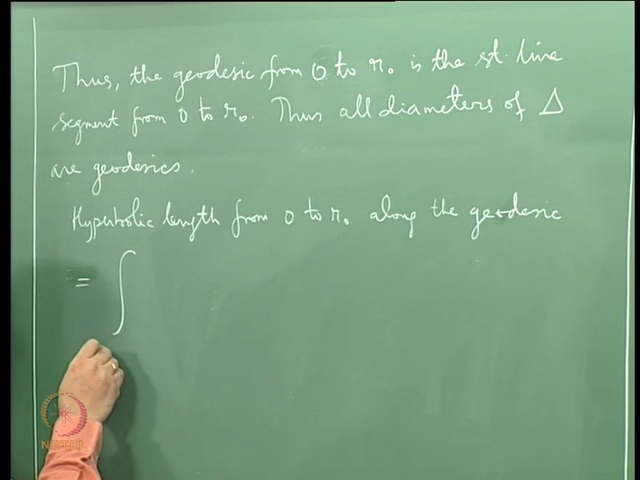 Thus, the geodesic from 0 to r₀ is the st. line
segment from 0 to r₀. Thus all diameters of Δ
are geodesics.
Hyperbolic length from 0 to r₀ along the geodesic
= ∫